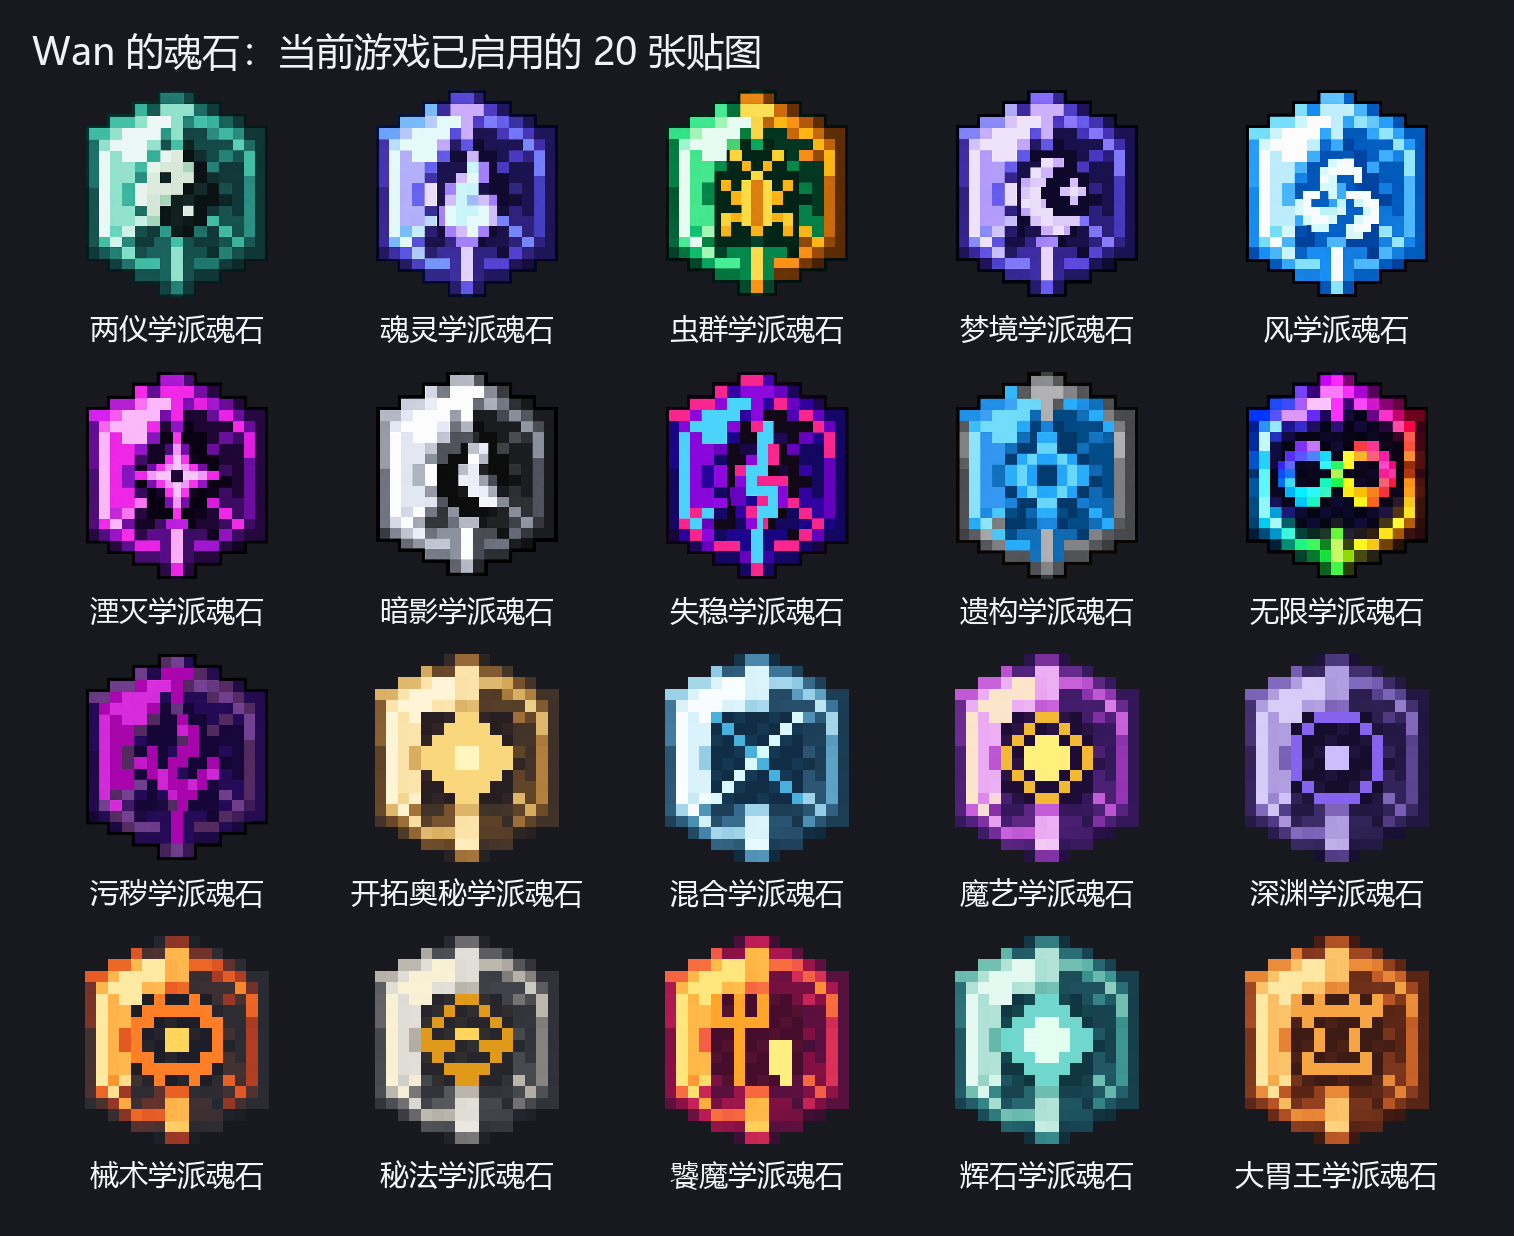 Wan 的魂石：当前游戏已启用的 20 张贴图
两仪学派魂石
魂灵学派魂石
虫群学派魂石
梦境学派魂石
风学派魂石
湮灭学派魂石
暗影学派魂石
失稳学派魂石
遗构学派魂石
无限学派魂石
污秽学派魂石
开拓奥秘学派魂石
混合学派魂石
魔艺学派魂石
深渊学派魂石
械术学派魂石
秘法学派魂石
饕魔学派魂石
辉石学派魂石
大胃王学派魂石